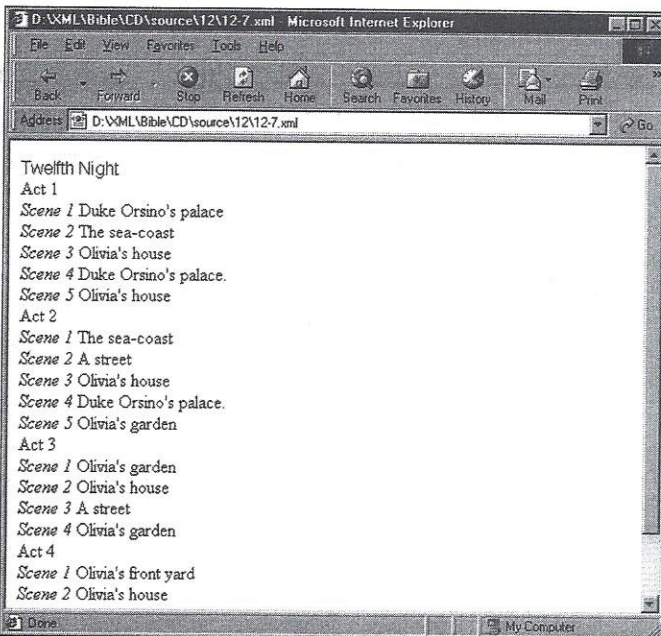 D:\XML\Bible\CD\source\12\12-7.xml - Microsoft Internet Explorer
File Edit View Favorites Tools Help
Back Forward Stop Refresh Home Search Favorites History Mail Print
Address D:\XML\Bible\CD\source\12\12-7.xml Go
Twelfth Night
Act 1
Scene 1 Duke Orsino's palace
Scene 2 The sea-coast
Scene 3 Olivia's house
Scene 4 Duke Orsino's palace.
Scene 5 Olivia's house
Act 2
Scene 1 The sea-coast
Scene 2 A street
Scene 3 Olivia's house
Scene 4 Duke Orsino's palace.
Scene 5 Olivia's garden
Act 3
Scene 1 Olivia's garden
Scene 2 Olivia's house
Scene 3 A street
Scene 4 Olivia's garden
Act 4
Scene 1 Olivia's front yard
Scene 2 Olivia's house
Done My Computer